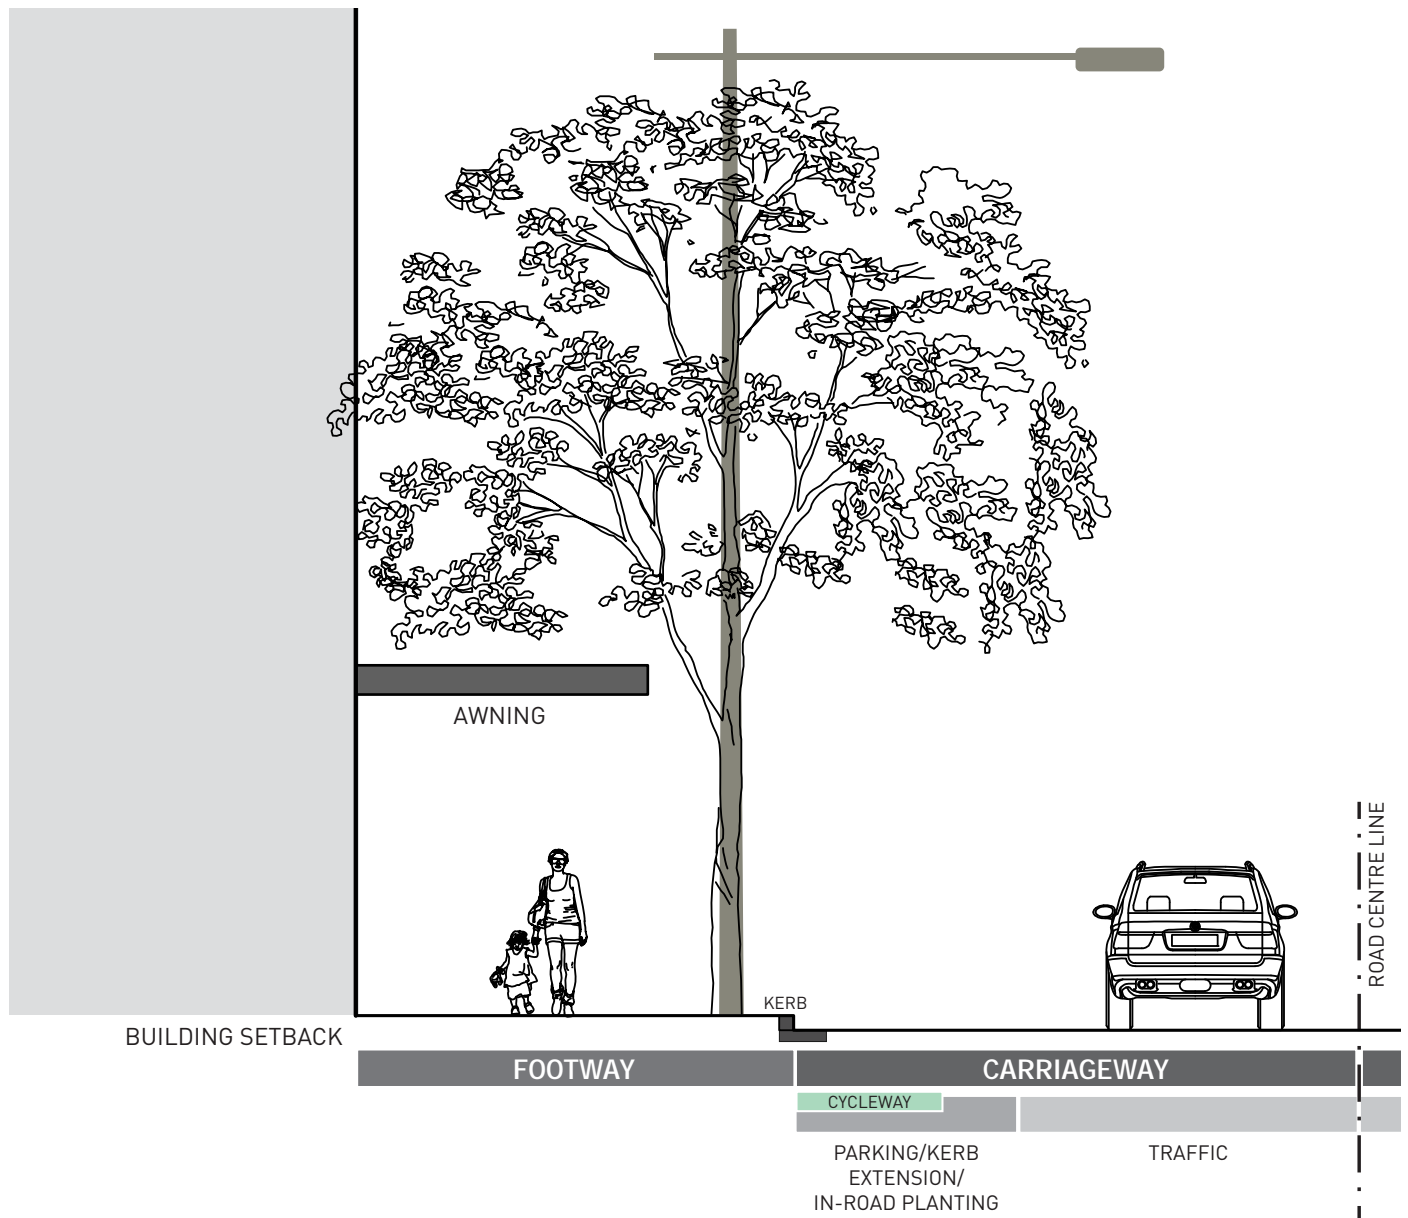 AWNING
ROAD CENTRE LINE
KERB
BUILDING SETBACK
FOOTWAY
CARRIAGEWAY
CYCLEWAY
PARKING/KERB
EXTENSION/
IN-ROAD PLANTING
TRAFFIC